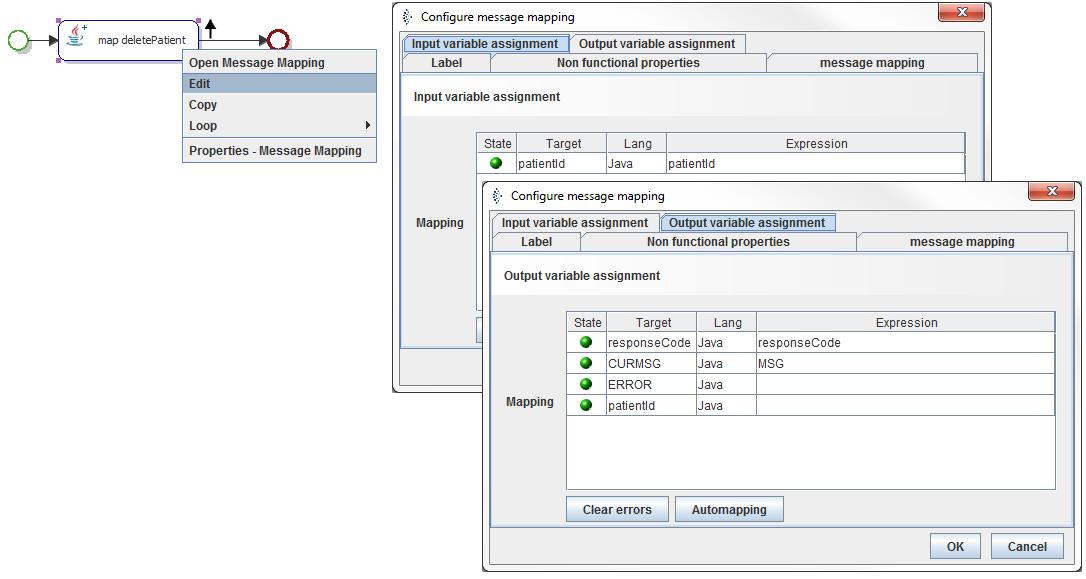 map deletePatient
Open Message Mapping
Edit
Copy
Loop
Properties - Message Mapping
Configure message mapping
Input variable assignment Output variable assignment
Label Non functional properties message mapping
Input variable assignment
Mapping
State Target Lang Expression
patientId Java patientId
Configure message mapping
Input variable assignment Output variable assignment
Label Non functional properties message mapping
Output variable assignment
Mapping
State Target Lang Expression
responseCode Java responseCode
CURMSG Java MSG
ERROR Java
patientId Java
Clear errors Automapping
OK Cancel